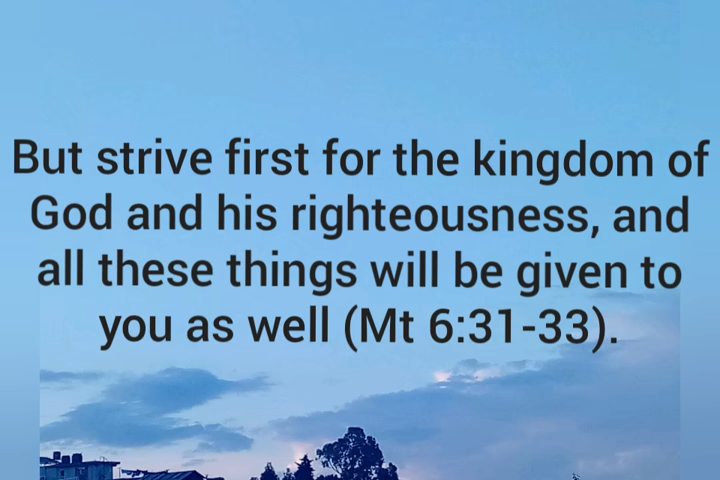 But strive first for the kingdom of
God and his righteousness, and
all these things will be given to
you as well (Mt 6:31-33).